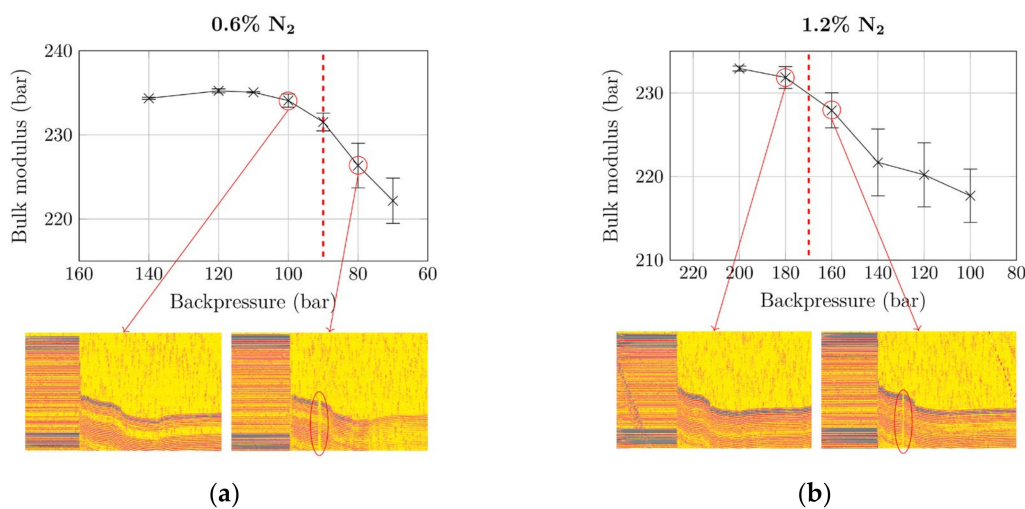 0.6% N2
Bulk modulus (bar)
240
230
220
160 140 120 100 80 60
Backpressure (bar)
(a)
1.2% N2
Bulk modulus (bar)
230
220
210
220 200 180 160 140 120 100 80
Backpressure (bar)
(b)